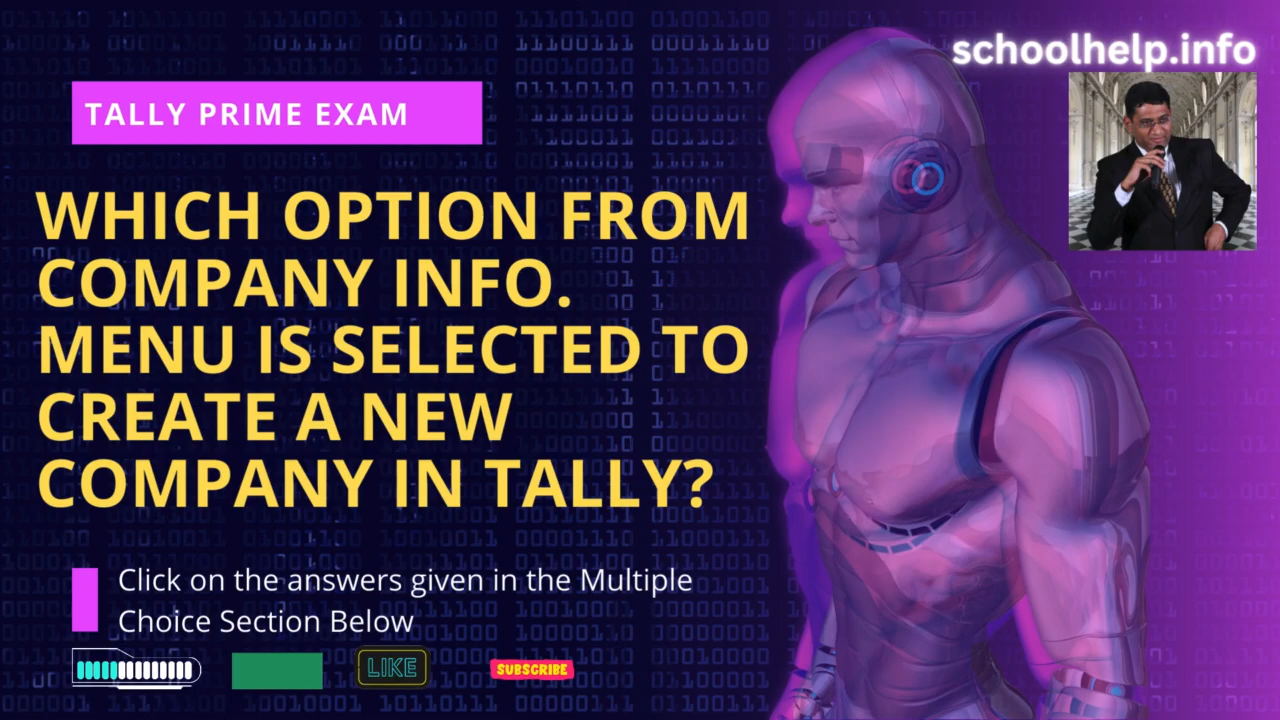 schoolhelp.info
TALLY PRIME EXAM
WHICH OPTION FROM
COMPANY INFO.
MENU IS SELECTED TO
CREATE A NEW
COMPANY IN TALLY?
Click on the answers given in the Multiple
Choice Section Below
LIKE
SUBSCRIBE